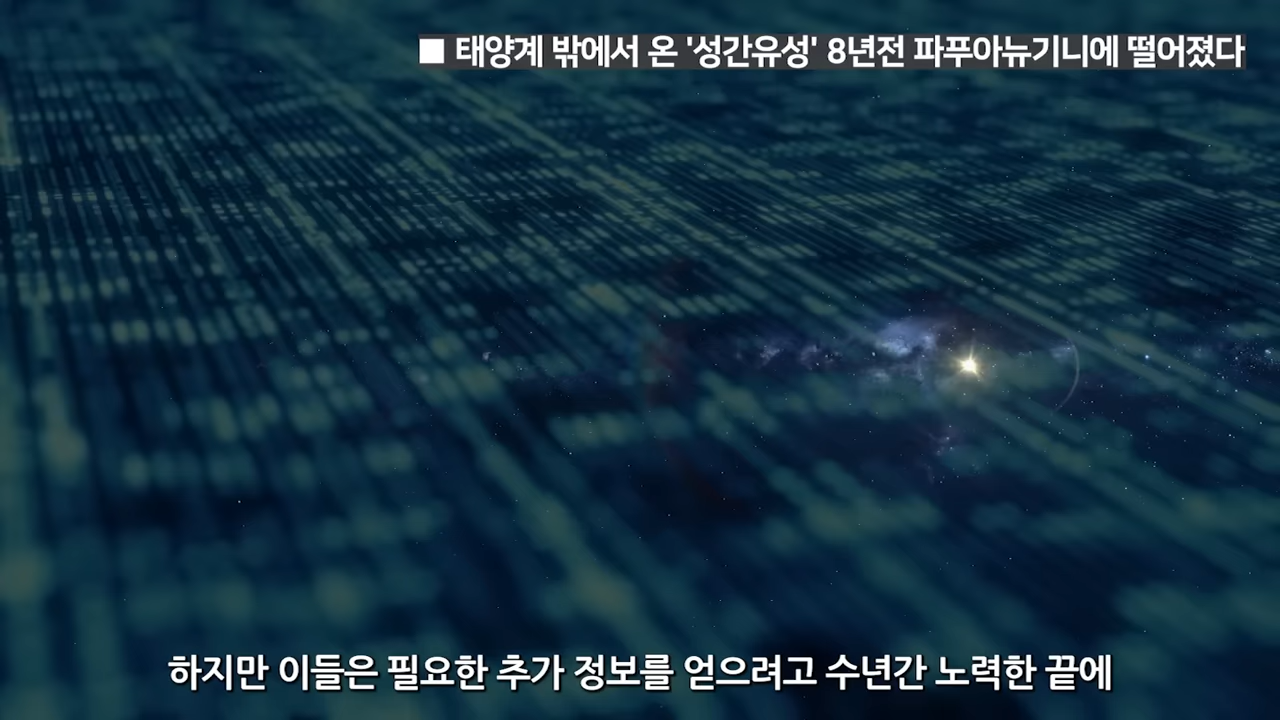 ■ 태양계 밖에서 온 '성간유성' 8년전 파푸아뉴기니에 떨어졌다
하지만 이들은 필요한 추가 정보를 얻으려고 수년간 노력한 끝에